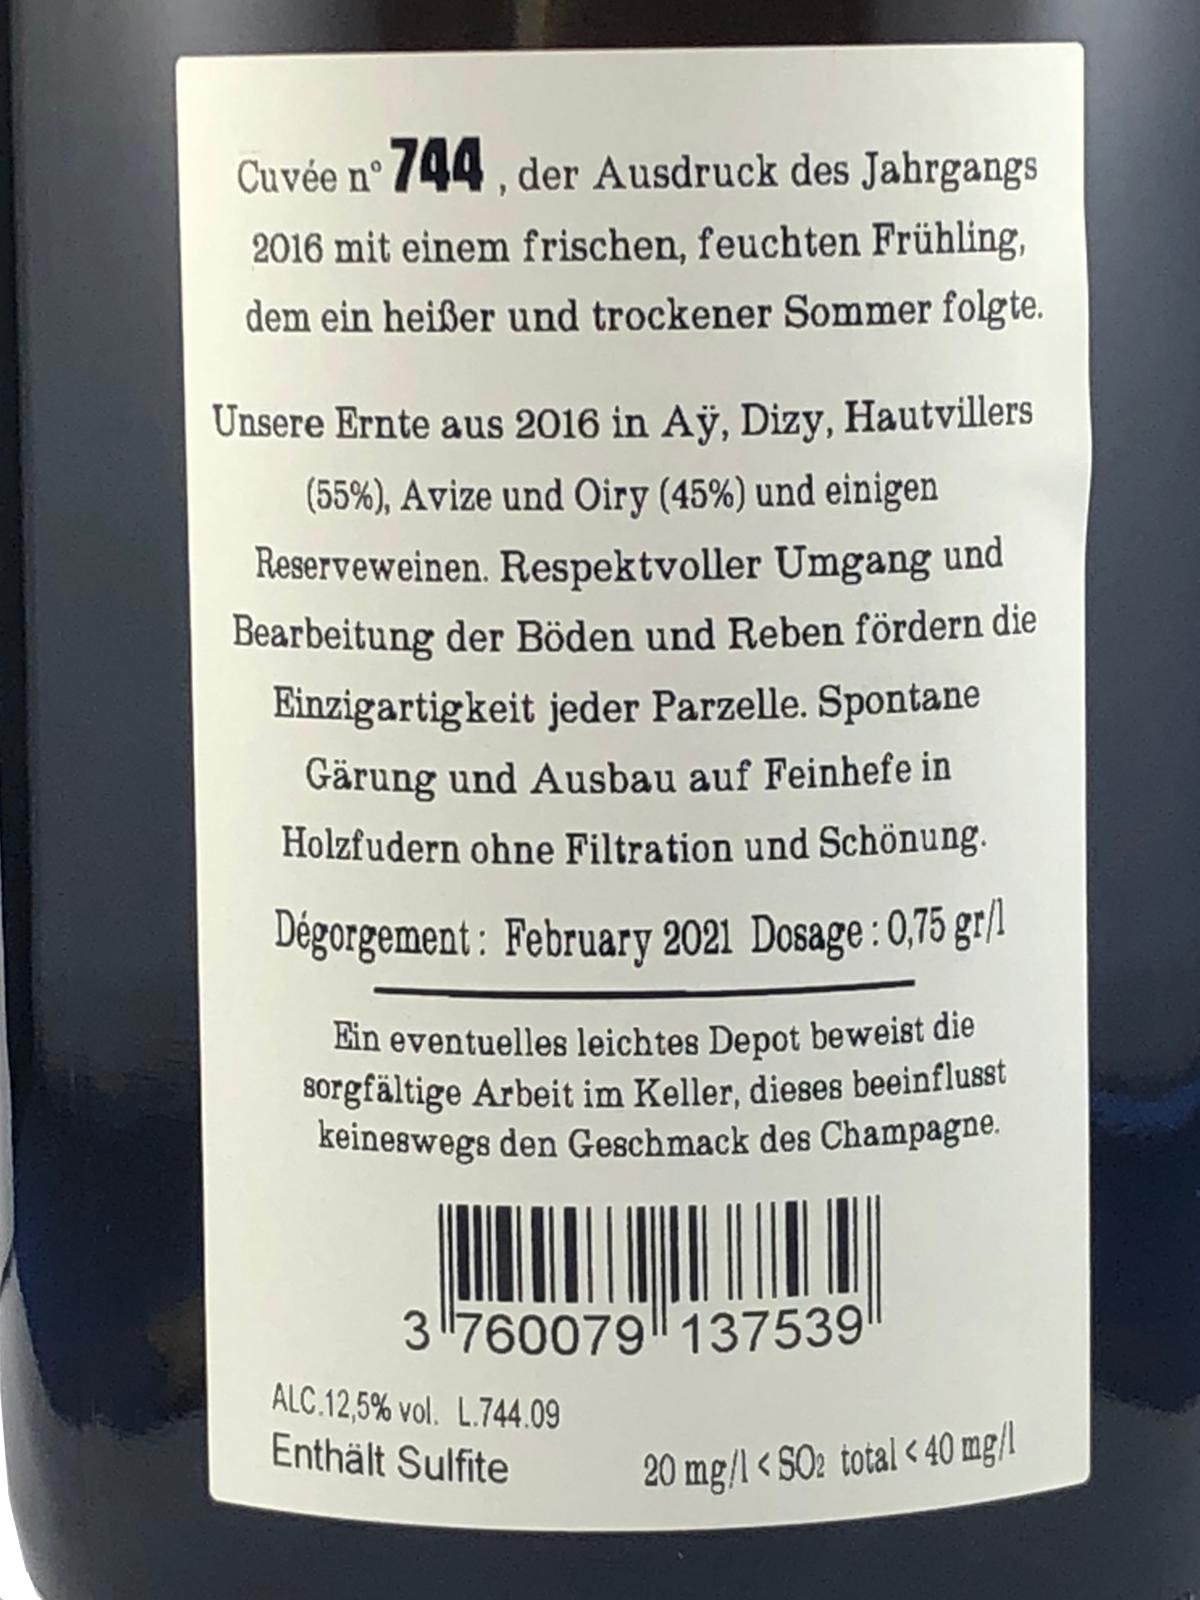 Cuvée n° 744 , der Ausdruck des Jahrgangs
2016 mit einem frischen, feuchten Frühling,
dem ein heißer und trockener Sommer folgte.
Unsere Ernte aus 2016 in Aÿ, Dizy, Hautvillers
(55%), Avize und Oiry (45%) und einigen
Reserveweinen. Respektvoller Umgang und
Bearbeitung der Böden und Reben fördern die
Einzigartigkeit jeder Parzelle. Spontane
Gärung und Ausbau auf Feinhefe in
Holzfudern ohne Filtration und Schönung.
Dégorgement : February 2021 Dosage : 0,75 gr/l
Ein eventuelles leichtes Depot beweist die
sorgfältige Arbeit im Keller, dieses beeinflusst
keineswegs den Geschmack des Champagne.
3 760079 137539
ALC.12,5% vol. L.744.09
Enthält Sulfite
20 mg/l < SO₂ total < 40 mg/l